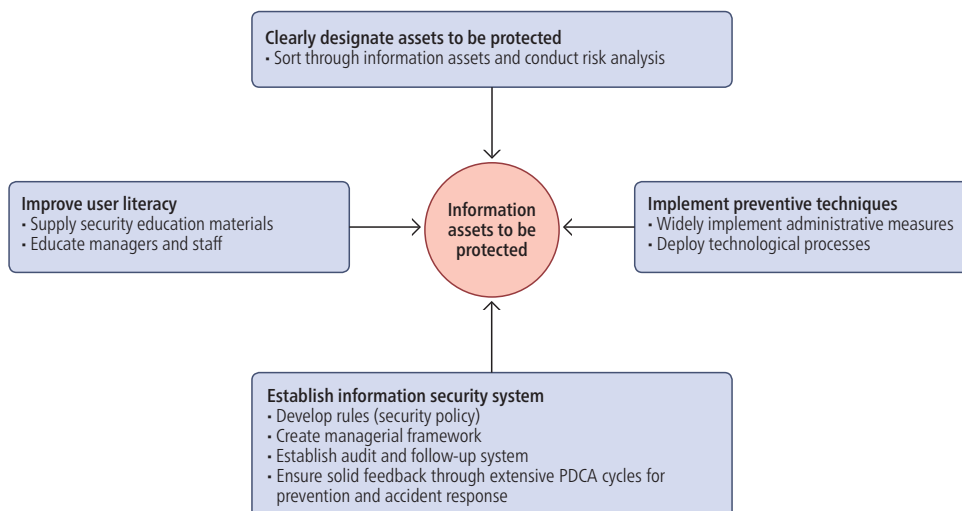 Clearly designate assets to be protected
• Sort through information assets and conduct risk analysis
Improve user literacy
• Supply security education materials
• Educate managers and staff
Information
assets to be
protected
Implement preventive techniques
• Widely implement administrative measures
• Deploy technological processes
Establish information security system
• Develop rules (security policy)
• Create managerial framework
• Establish audit and follow-up system
• Ensure solid feedback through extensive PDCA cycles for
prevention and accident response